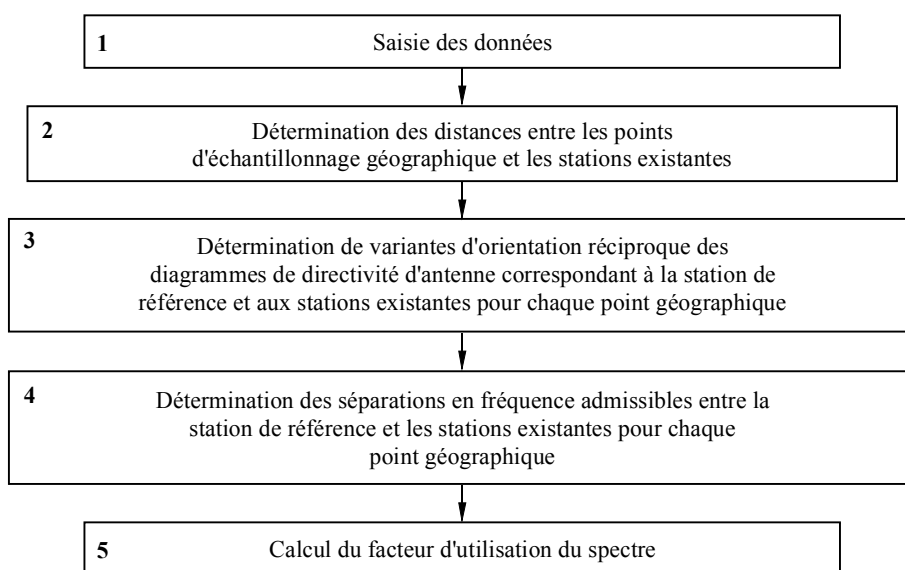 1 Saisie des données
2 Détermination des distances entre les points
d'échantillonnage géographique et les stations existantes
3 Détermination de variantes d'orientation réciproque des
diagrammes de directivité d'antenne correspondant à la station de
référence et aux stations existantes pour chaque point géographique
4 Détermination des séparations en fréquence admissibles entre la
station de référence et les stations existantes pour chaque
point géographique
5 Calcul du facteur d'utilisation du spectre